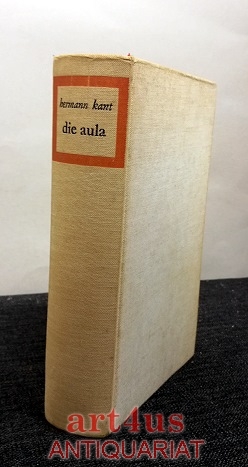 hermann kant
die aula
art4us
ANTIQUARIAT